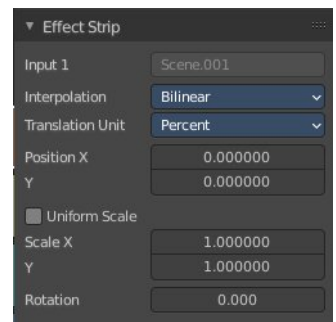 Effect Strip
Input 1 Scene.001
Interpolation Bilinear
Translation Unit Percent
Position X 0.000000
Y 0.000000
Uniform Scale
Scale X 1.000000
Y 1.000000
Rotation 0.000